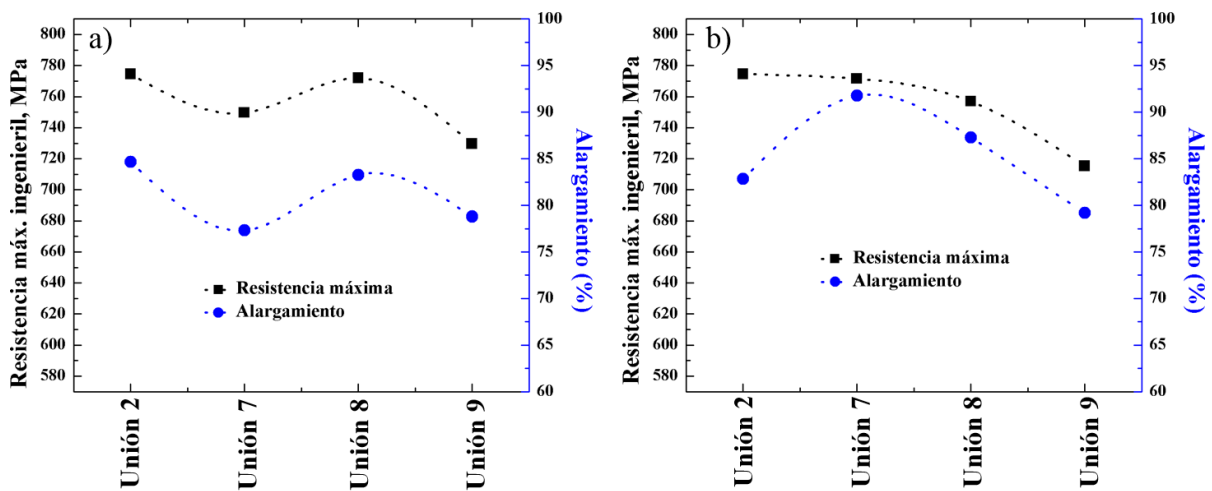 a)
Resistencia máx. ingenieril, MPa
800
780
760
740
720
700
680
660
640
620
600
580
100
95
90
85
80
75
70
65
60
Alargamiento (%)
Resistencia máxima
Alargamiento
Unión 2
Unión 7
Unión 8
Unión 9
b)
Resistencia máx. ingenieril, MPa
800
780
760
740
720
700
680
660
640
620
600
580
100
95
90
85
80
75
70
65
60
Alargamiento (%)
Resistencia máxima
Alargamiento
Unión 2
Unión 7
Unión 8
Unión 9